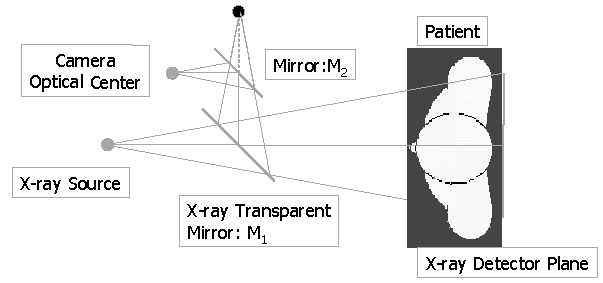 Patient
Camera
Optical Center
Mirror:M2
X-ray Source
X-ray Transparent
Mirror: M1
X-ray Detector Plane